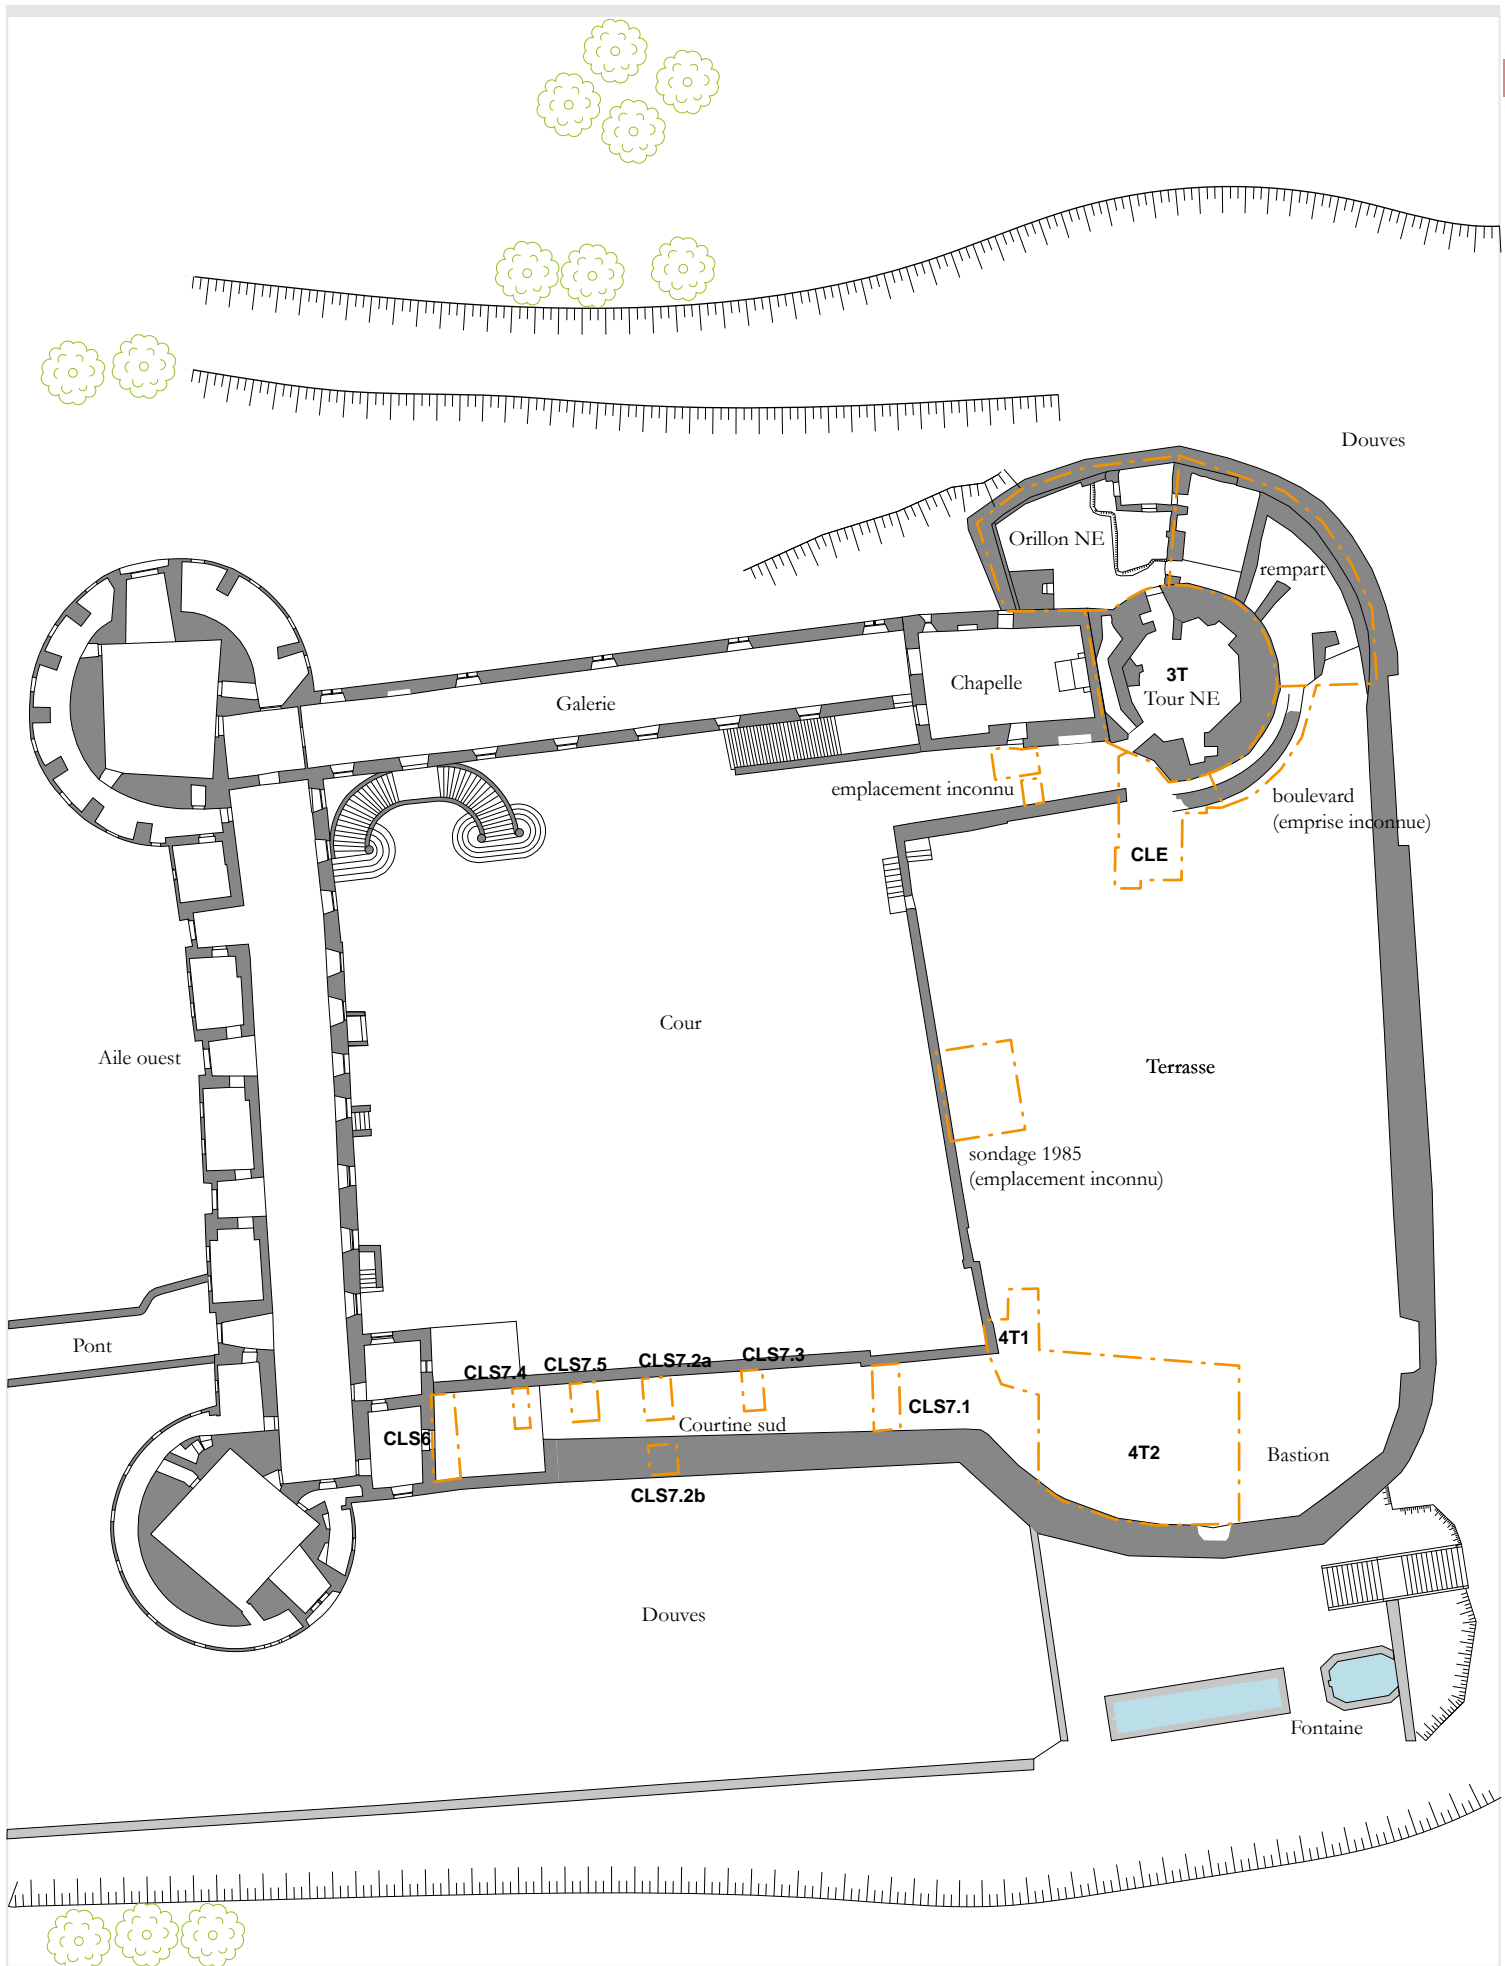 Douves
Orillon NE
rempart
3T
Tour NE
Chapelle
Galerie
emplacement inconnu
boulevard
(emprise inconnue)
CLE
Cour
Aile ouest
Terrasse
sondage 1985
(emplacement inconnu)
Pont
4T1
CLS7.4
CLS7.5
CLS7.2a
CLS7.3
CLS7.1
Courtine sud
CLS6
4T2
Bastion
CLS7.2b
Douves
Fontaine